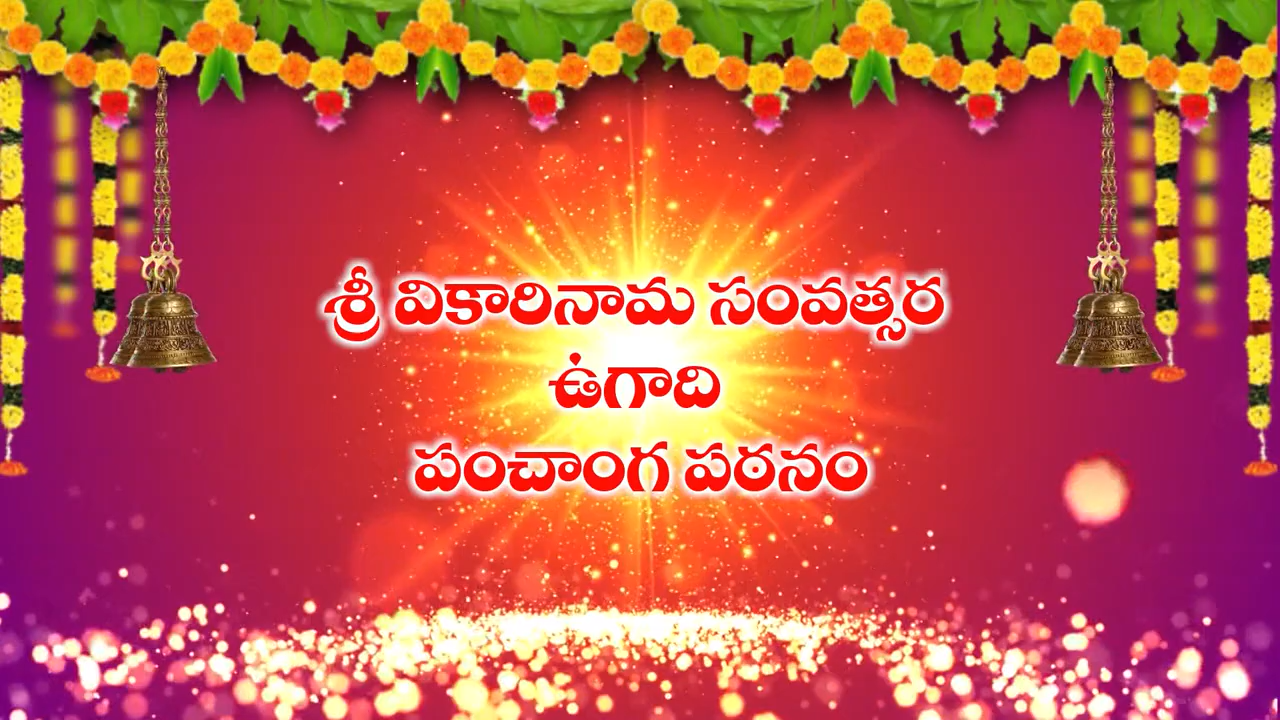 శ్రీ వికారినామ సంవత్సర
ఉగాది
పంచాంగ పఠనం